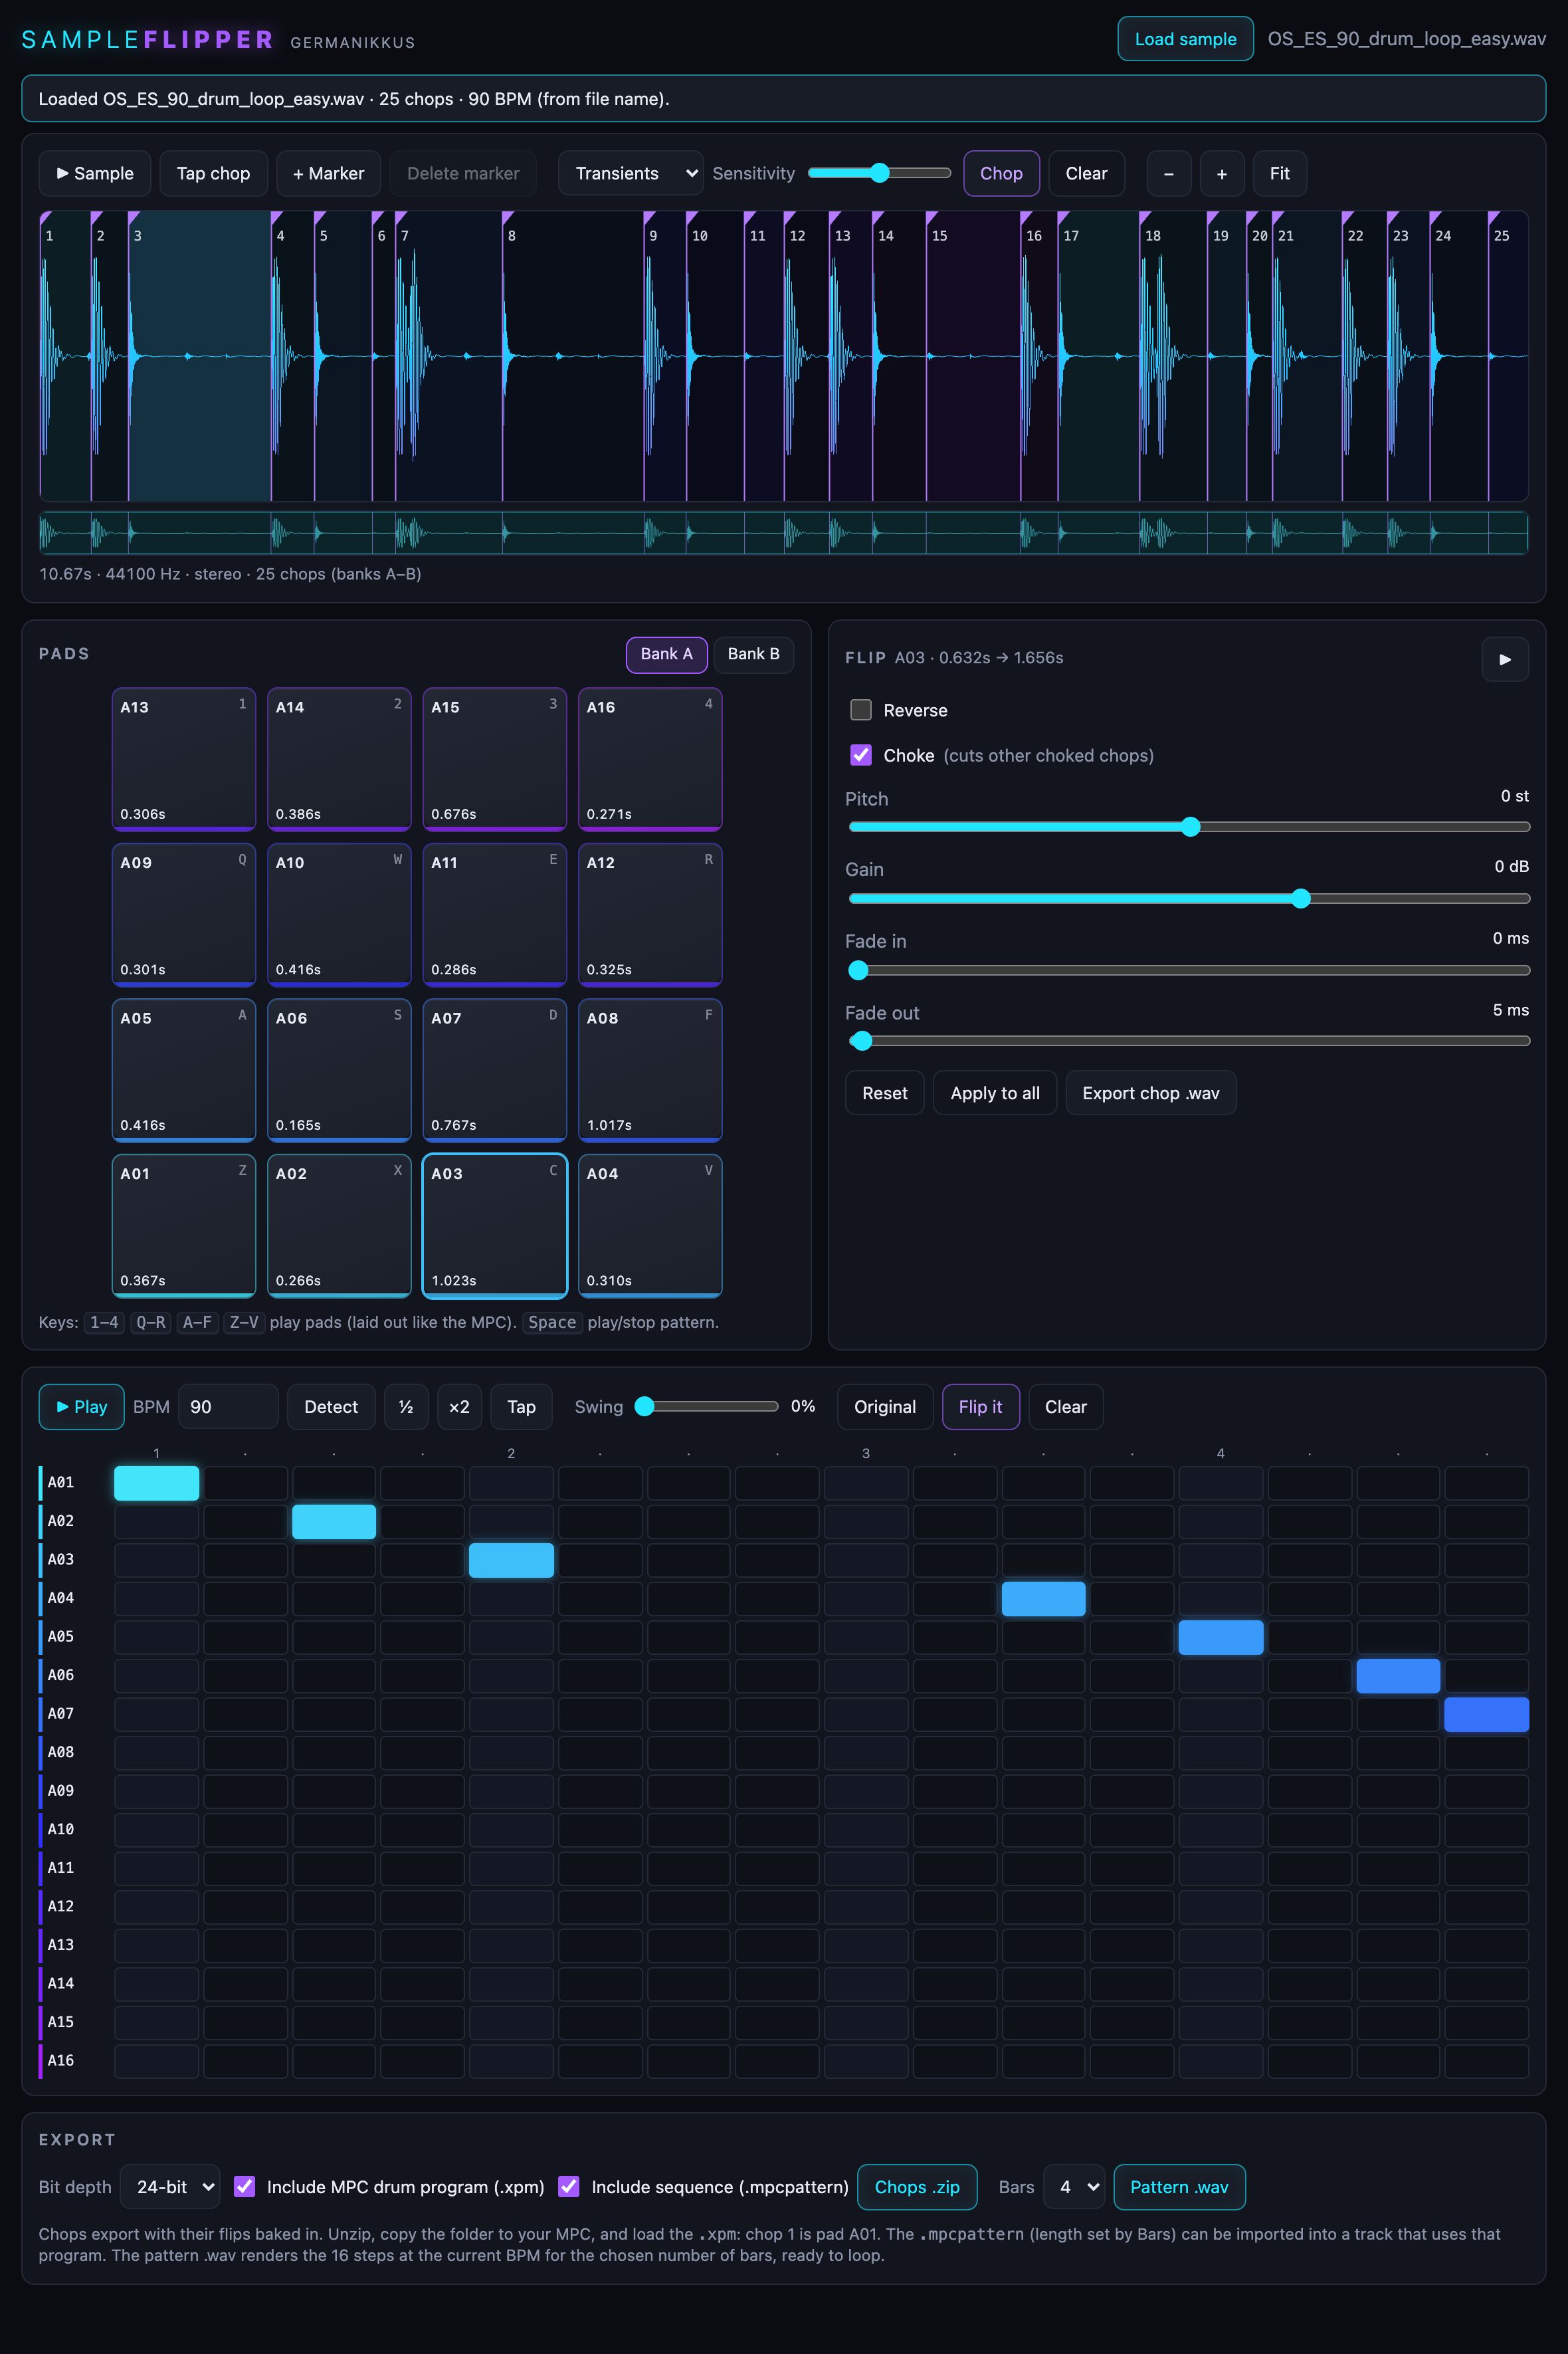 SAMPLEFLIPPER GERMANIKKUS Load sample OS_ES_90_drum_loop_easy.wav
Loaded OS_ES_90_drum_loop_easy.wav · 25 chops · 90 BPM (from file name).
▶ Sample Tap chop + Marker Delete marker Transients Sensitivity Chop Clear − + Fit
1 2 3 4 5 6 7 8 9 10 11 12 13 14 15 16 17 18 19 20 21 22 23 24 25
10.67s · 44100 Hz · stereo · 25 chops (banks A–B)
PADS Bank A Bank B
A13 1 A14 2 A15 3 A16 4
0.306s 0.386s 0.676s 0.271s
A09 Q A10 W A11 E A12 R
0.301s 0.416s 0.286s 0.325s
A05 A A06 S A07 D A08 F
0.416s 0.165s 0.767s 1.017s
A01 Z A02 X A03 C A04 V
0.367s 0.266s 1.023s 0.310s
Keys: 1–4 Q–R A–F Z–V play pads (laid out like the MPC). Space play/stop pattern.
FLIP A03 · 0.632s → 1.656s ▶
Reverse
Choke (cuts other choked chops)
Pitch 0 st
Gain 0 dB
Fade in 0 ms
Fade out 5 ms
Reset Apply to all Export chop .wav
▶ Play BPM 90 Detect ½ ×2 Tap Swing 0% Original Flip it Clear
1 · · · 2 · · · 3 · · · 4 · · ·
A01
A02
A03
A04
A05
A06
A07
A08
A09
A10
A11
A12
A13
A14
A15
A16
EXPORT
Bit depth 24-bit Include MPC drum program (.xpm) Include sequence (.mpcpattern) Chops .zip Bars 4 Pattern .wav
Chops export with their flips baked in. Unzip, copy the folder to your MPC, and load the .xpm: chop 1 is pad A01. The .mpcpattern (length set by Bars) can be imported into a track that uses that
program. The pattern .wav renders the 16 steps at the current BPM for the chosen number of bars, ready to loop.